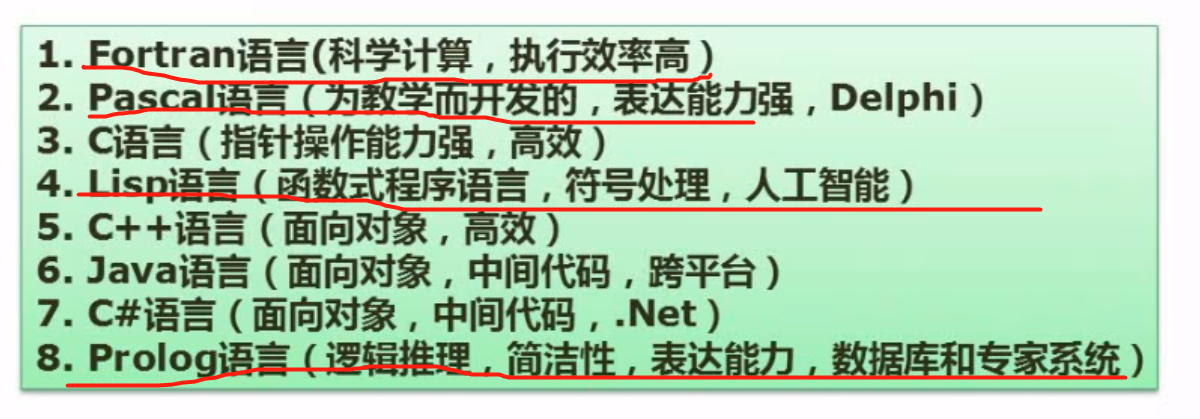 1. Fortran语言(科学计算，执行效率高）
2. Pascal语言（为教学而开发的，表达能力强，Delphi）
3. C语言（指针操作能力强，高效）
4. Lisp语言（函数式程序语言，符号处理，人工智能）
5. C++语言（面向对象，高效）
6. Java语言（面向对象，中间代码，跨平台）
7. C#语言（面向对象，中间代码，.Net）
8. Prolog语言（逻辑推理，简洁性，表达能力，数据库和专家系统）